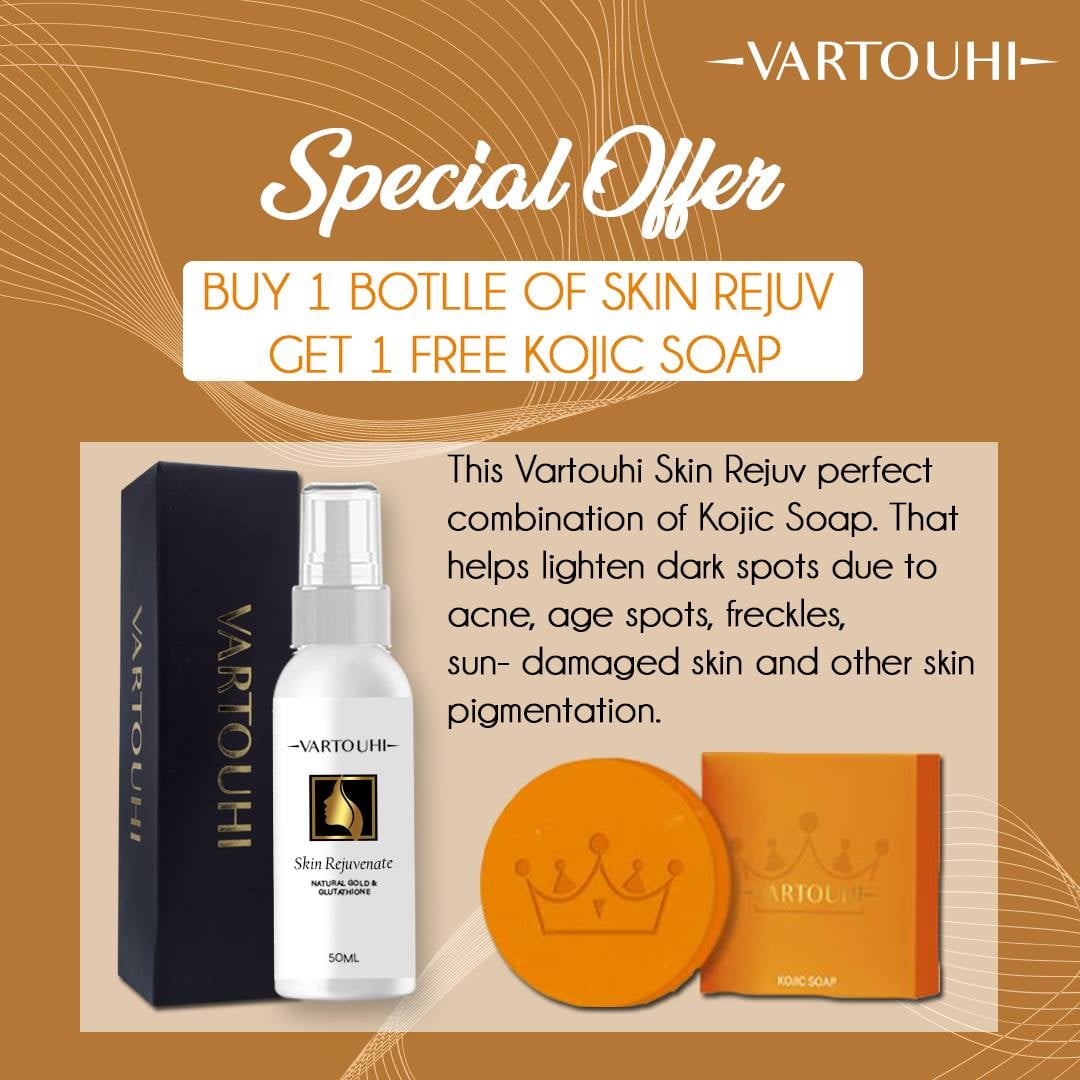 -VARTOUHI-
Special Offer
BUY 1 BOTLLE OF SKIN REJUV
GET 1 FREE KOJIC SOAP
This Vartouhi Skin Rejuv perfect
combination of Kojic Soap. That
helps lighten dark spots due to
acne, age spots, freckles,
sun- damaged skin and other skin
pigmentation.
VARTOUHI
VARTOUHI
-VARTOUHI-
Skin Rejuvenate
NATURAL GOLD &
GLUTATHIONE
50ML
VARTOUHI-
KOJIC SOAP